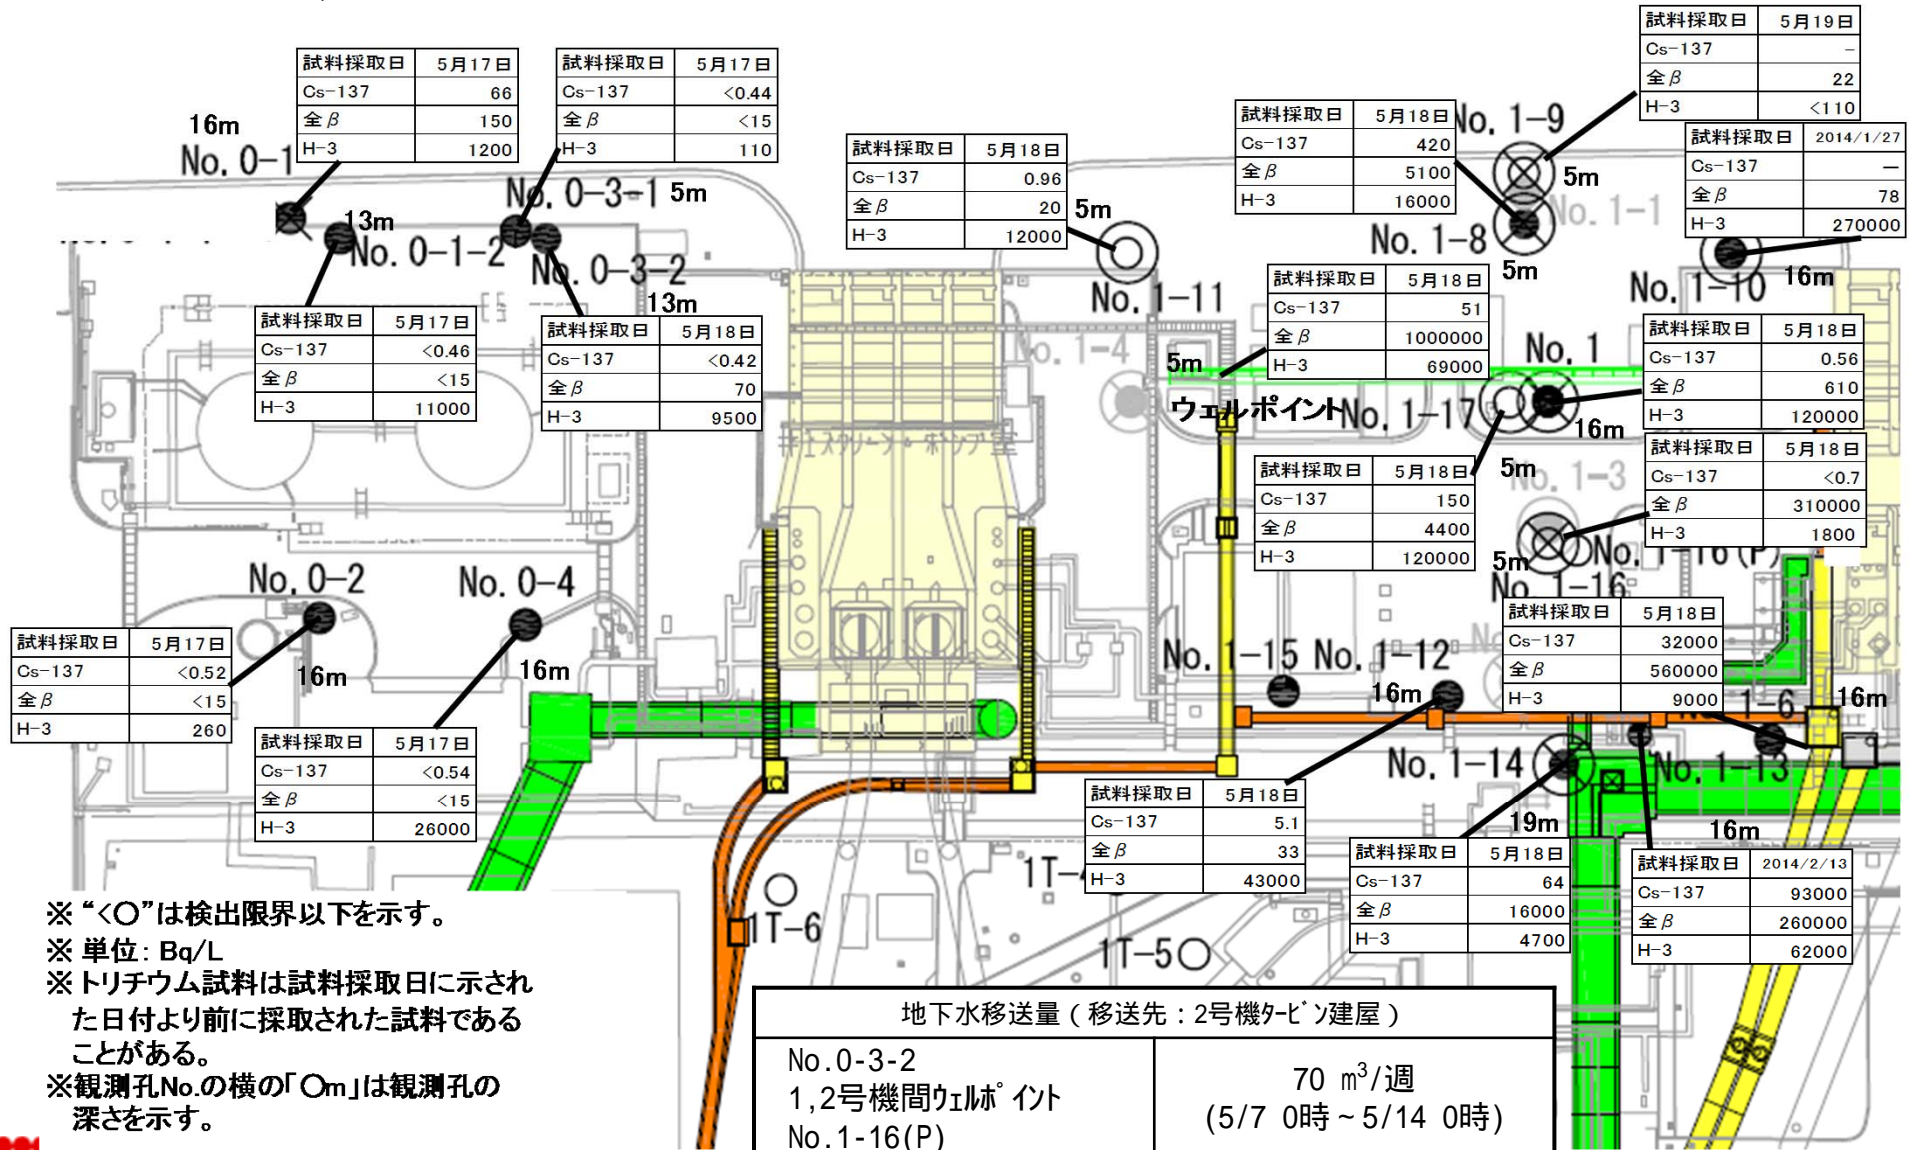 試料採取日 5月19日
Cs-137 -
全β 22
H-3 <110
試料採取日 5月17日
Cs-137 66
全β 150
H-3 1200
試料採取日 5月17日
Cs-137 <0.44
全β <15
H-3 110
試料採取日 5月18日
Cs-137 420
全β 5100
H-3 16000
No. 1-9
5m
試料採取日 2014/1/27
Cs-137 —
全β 78
H-3 270000
16m
No. 0-1
試料採取日 5月18日
Cs-137 0.96
全β 20
H-3 12000
5m
No. 0-3-1 5m
13m
No. 0-1-2
No. 0-3-2
13m
No. 1-1
No. 1-8
5m
No. 1-10
16m
No. 1-11
試料採取日 5月17日
Cs-137 <0.46
全β <15
H-3 11000
試料採取日 5月18日
Cs-137 <0.42
全β 70
H-3 9500
試料採取日 5月18日
Cs-137 51
全β 1000000
H-3 69000
5m
ウェルポイント
No. 1
試料採取日 5月18日
Cs-137 0.56
全β 610
H-3 120000
No. 1-17
16m
5m
No. 1-3
試料採取日 5月18日
Cs-137 150
全β 4400
H-3 120000
試料採取日 5月18日
Cs-137 <0.7
全β 310000
H-3 1800
5m
No. 1-16(P)
No. 1-16
No. 0-2
16m
No. 0-4
16m
試料採取日 5月17日
Cs-137 <0.52
全β <15
H-3 260
試料採取日 5月17日
Cs-137 <0.54
全β <15
H-3 26000
No. 1-15
No. 1-12
16m
試料採取日 5月18日
Cs-137 32000
全β 560000
H-3 9000
1-6
16m
No. 1-14
19m
No. 1-13
16m
試料採取日 5月18日
Cs-137 5.1
全β 33
H-3 43000
試料採取日 5月18日
Cs-137 64
全β 16000
H-3 4700
試料採取日 2014/2/13
Cs-137 93000
全β 260000
H-3 62000
1T-6
1T-5
※“<○”は検出限界以下を示す。
※ 単位: Bq/L
※トリチウム試料は試料採取日に示され
た日付より前に採取された試料である
ことがある。
※観測孔No.の横の「○m」は観測孔の
深さを示す。
地下水移送量（移送先：2号機ﾀｰﾋﾞﾝ建屋）
No.0-3-2
1,2号機間ｳｪﾙﾎﾟｲﾝﾄ
No.1-16(P)
70 m³/週
(5/7 0時～5/14 0時)